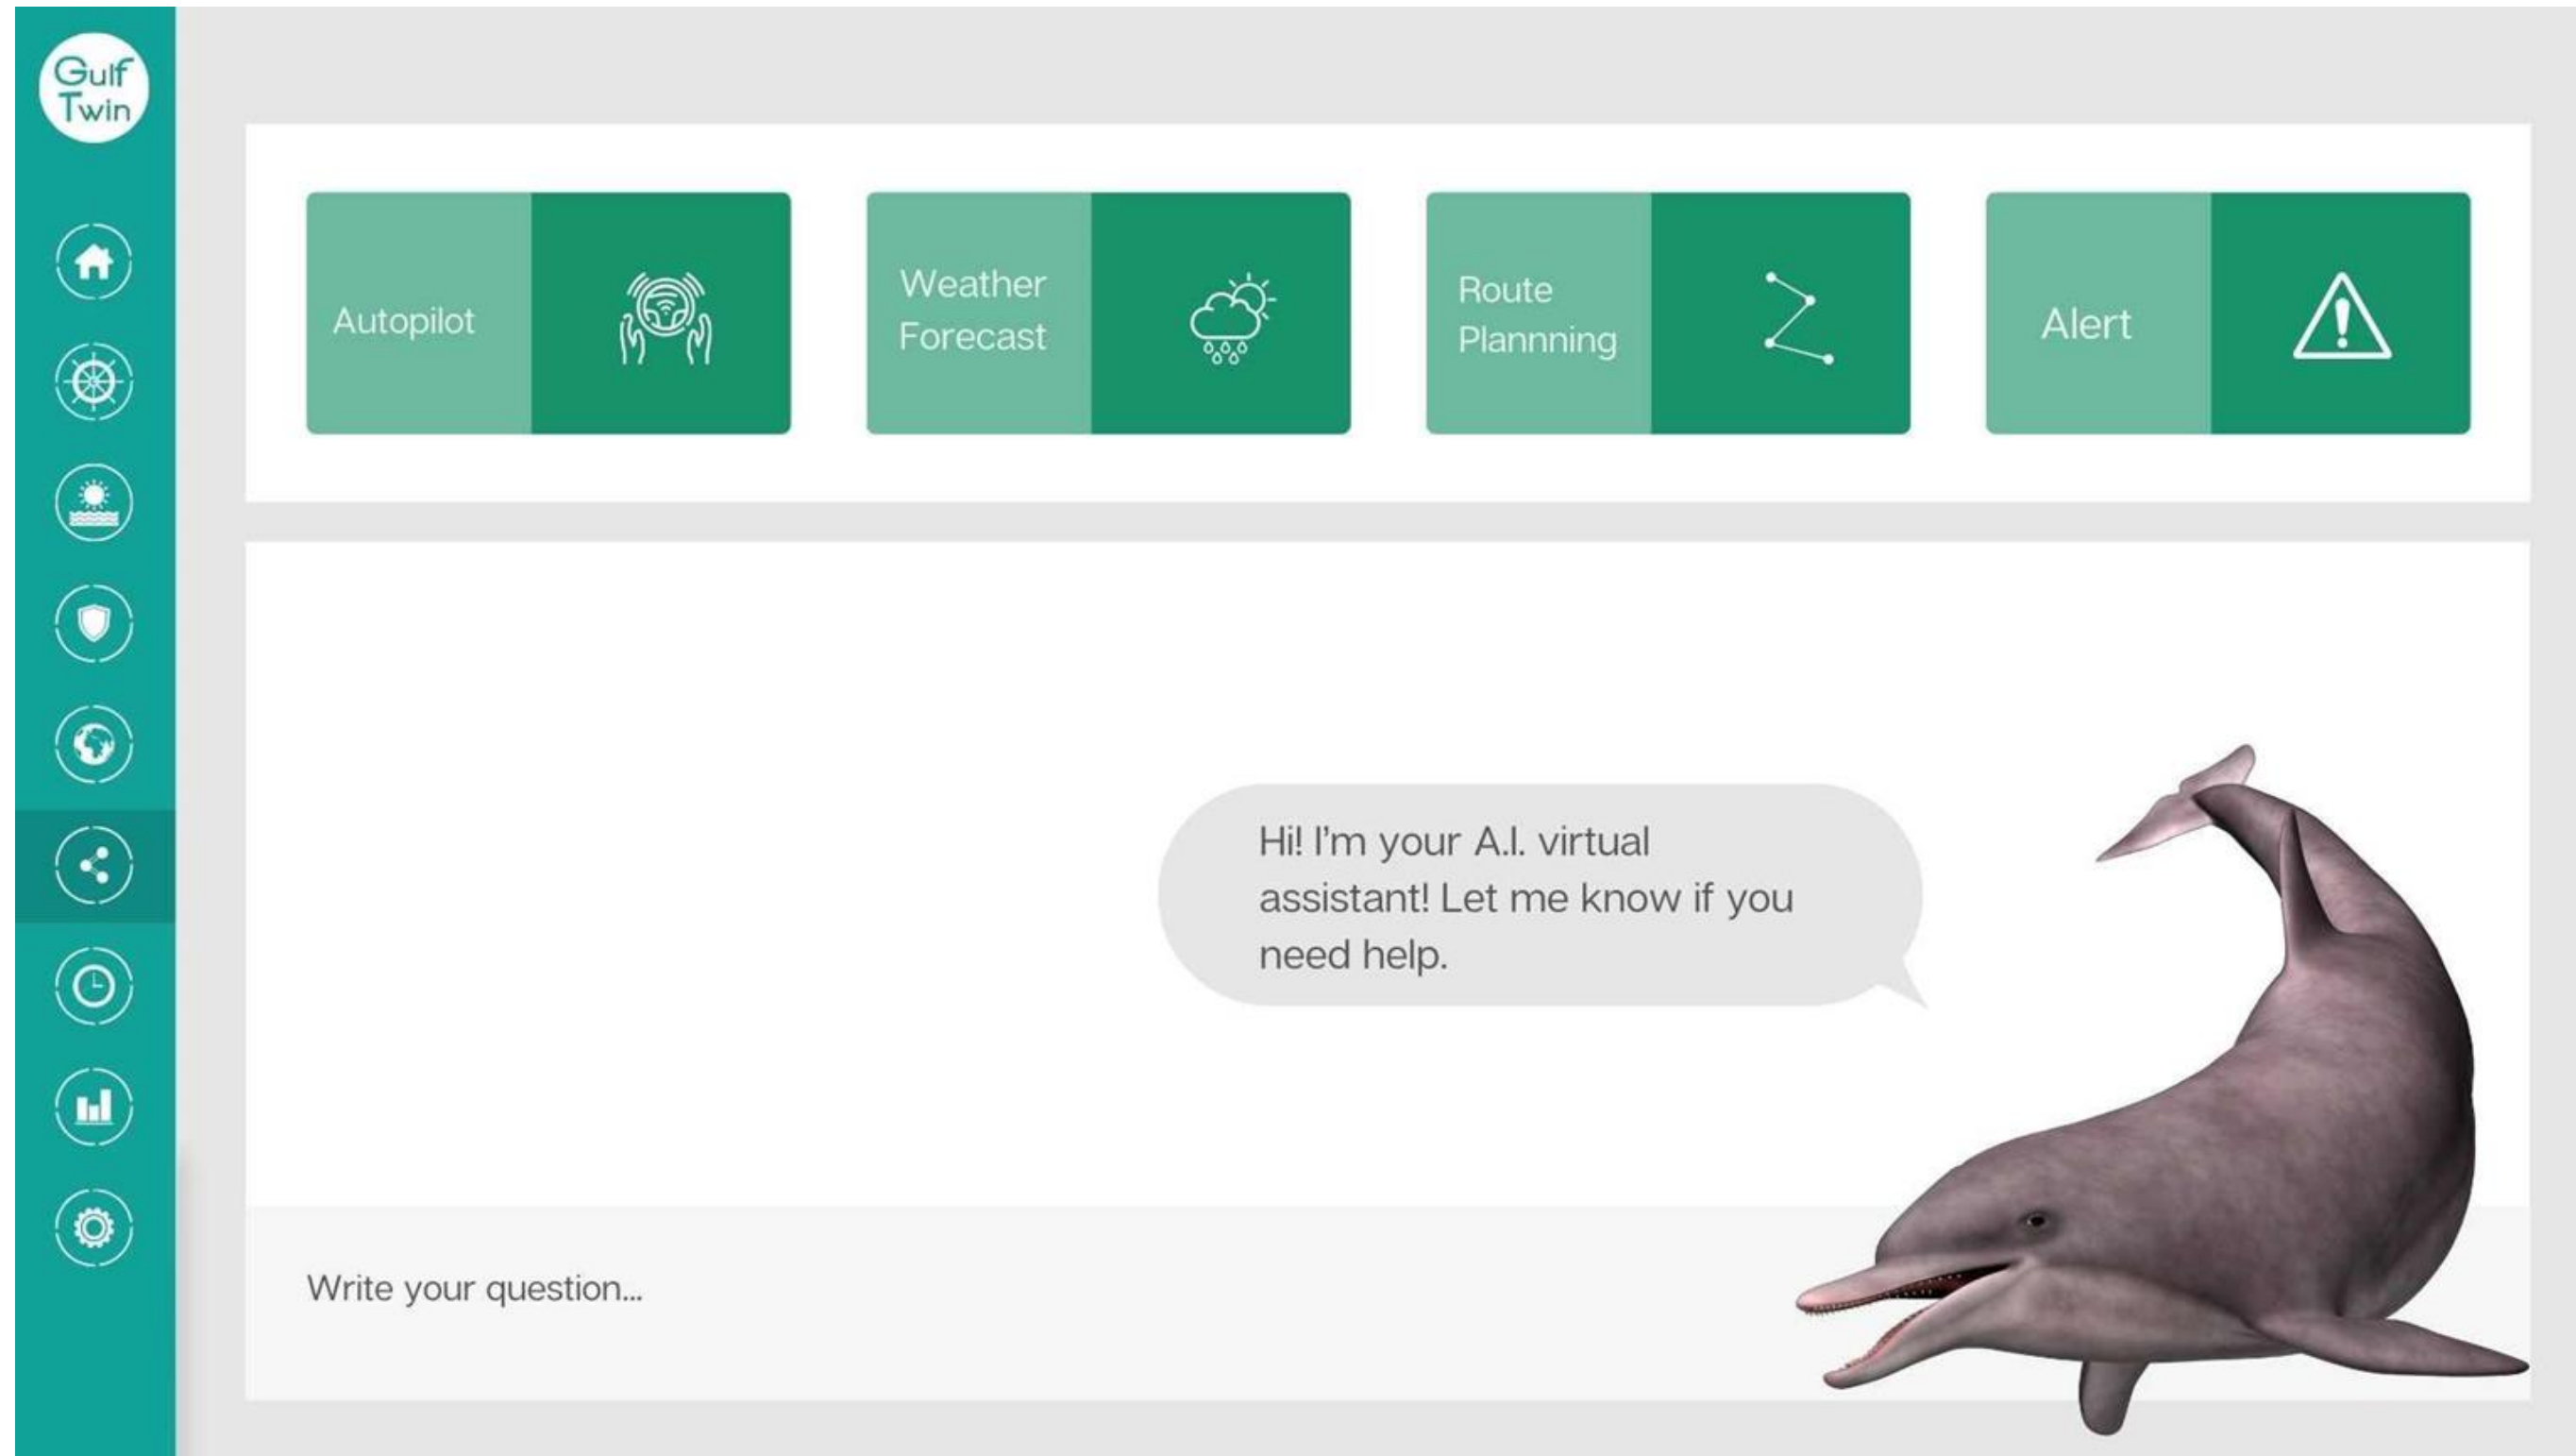 Gulf
Twin
Autopilot
Weather
Forecast
Route
Plannning
Alert
Hi! I'm your A.I. virtual
assistant! Let me know if you
need help.
Write your question...